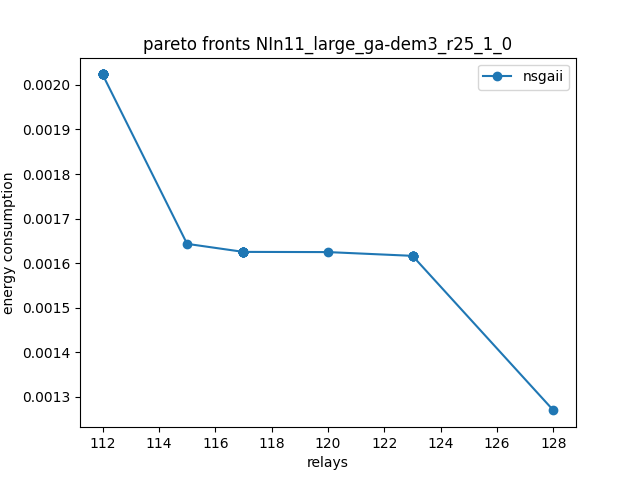 pareto fronts NIn11_large_ga-dem3_r25_1_0
nsgaii
0.0020
0.0019
0.0018
0.0017
0.0016
0.0015
0.0014
0.0013
energy consumption
112 114 116 118 120 122 124 126 128
relays